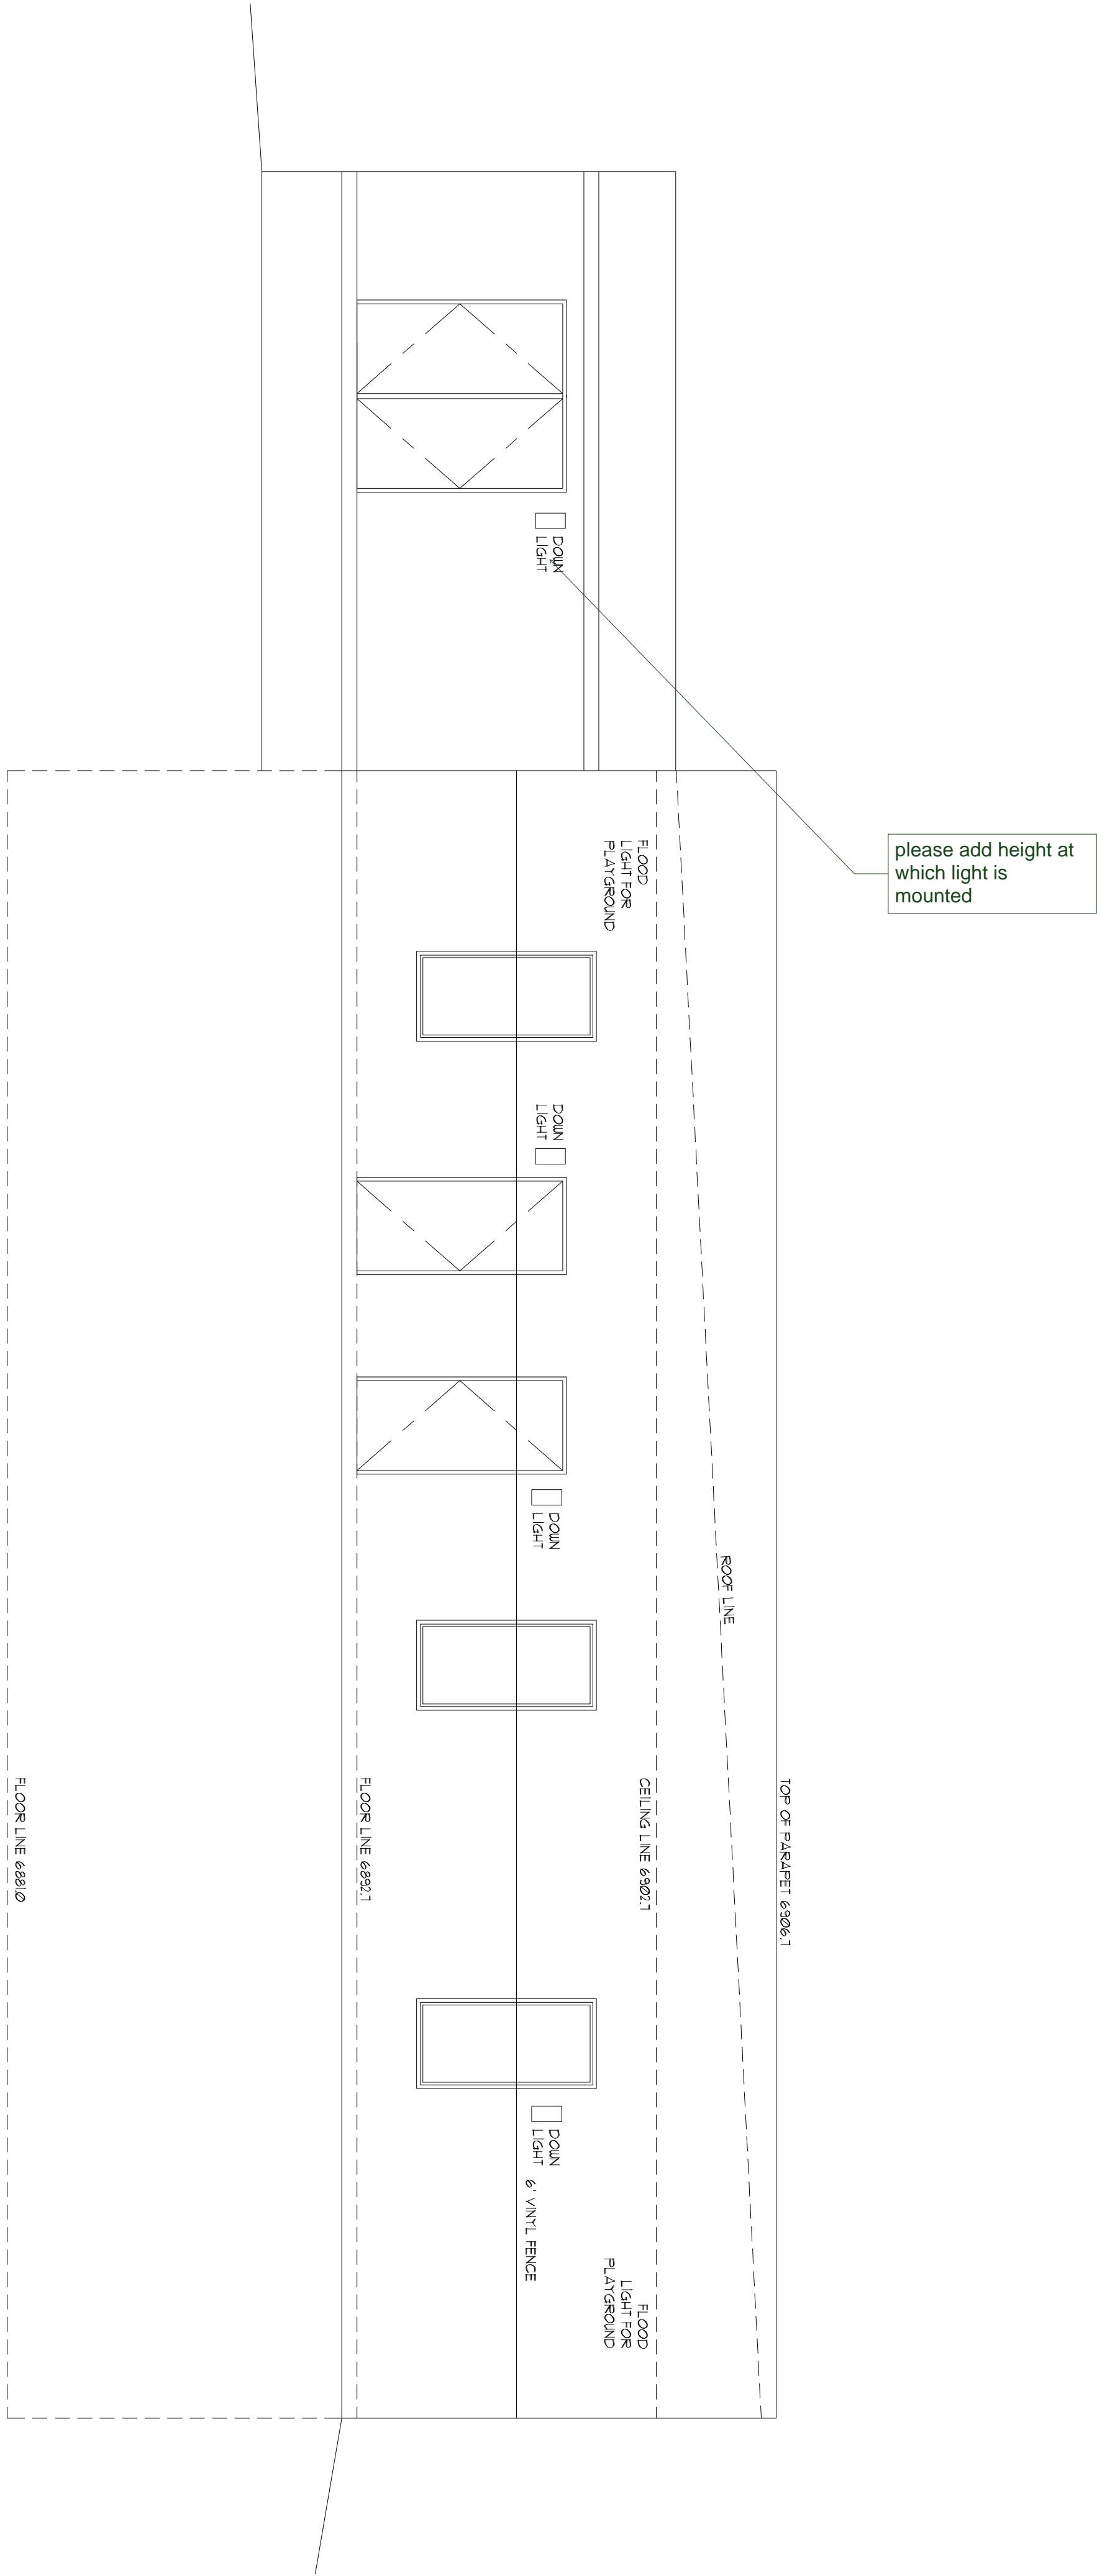 please add height at
which light is
mounted
DOWN
LIGHT
FLOOD
LIGHT FOR
PLAYGROUND
DOWN
LIGHT
DOWN
LIGHT
ROOF LINE
TOP OF PARAPET 6906.7
CEILING LINE 6902.7
FLOOR LINE 6892.7
FLOOR LINE 6881.0
DOWN
LIGHT
6' VINYL FENCE
FLOOD
LIGHT FOR
PLAYGROUND